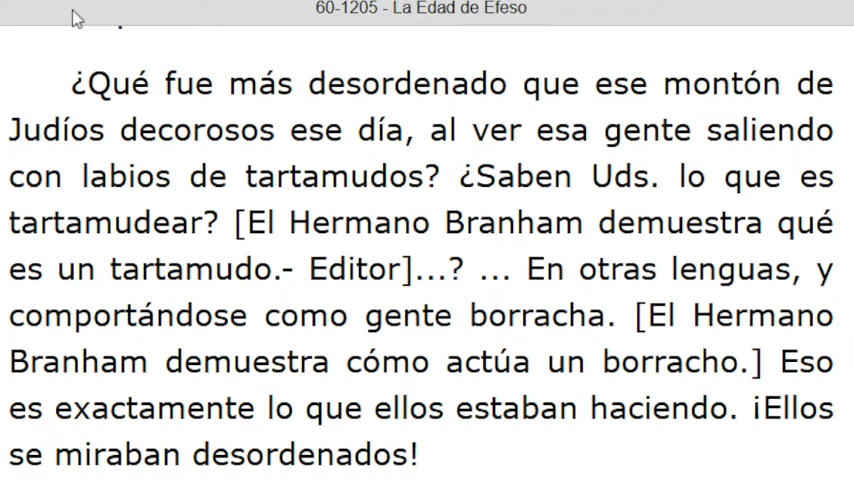 60-1205 - La Edad de Efeso
¿Qué fue más desordenado que ese montón de
Judíos decorosos ese día, al ver esa gente saliendo
con labios de tartamudos? ¿Saben Uds. lo que es
tartamudear? [El Hermano Branham demuestra qué
es un tartamudo.- Editor]...? ... En otras lenguas, y
comportándose como gente borracha. [El Hermano
Branham demuestra cómo actúa un borracho.] Eso
es exactamente lo que ellos estaban haciendo. ¡Ellos
se miraban desordenados!